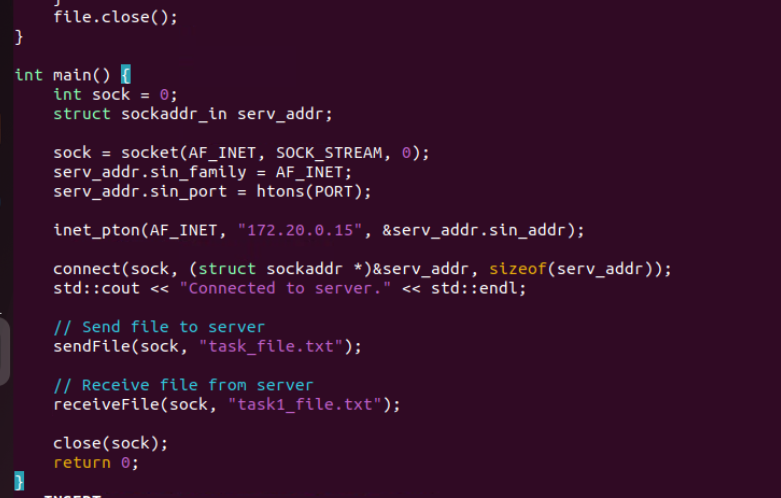 }
    file.close();
}

int main() {
    int sock = 0;
    struct sockaddr_in serv_addr;

    sock = socket(AF_INET, SOCK_STREAM, 0);
    serv_addr.sin_family = AF_INET;
    serv_addr.sin_port = htons(PORT);

    inet_pton(AF_INET, "172.20.0.15", &serv_addr.sin_addr);

    connect(sock, (struct sockaddr *)&serv_addr, sizeof(serv_addr));
    std::cout << "Connected to server." << std::endl;

    // Send file to server
    sendFile(sock, "task_file.txt");

    // Receive file from server
    receiveFile(sock, "task1_file.txt");

    close(sock);
    return 0;
}
-- INSERT --